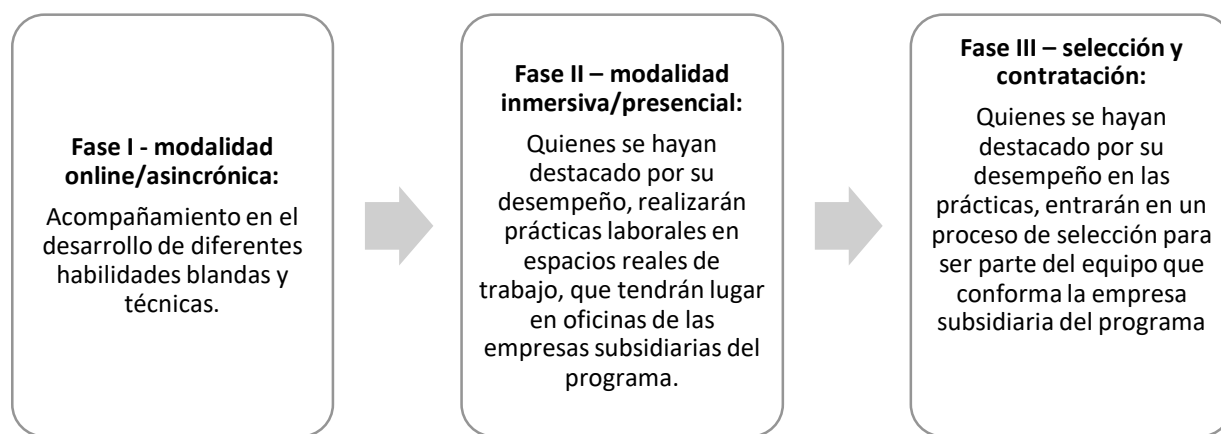 Fase I - modalidad
online/asincrónica:
Acompañamiento en el
desarrollo de diferentes
habilidades blandas y
técnicas.
Fase II – modalidad
inmersiva/presencial:
Quienes se hayan
destacado por su
desempeño, realizarán
prácticas laborales en
espacios reales de
trabajo, que tendrán lugar
en oficinas de las
empresas subsidiarias del
programa.
Fase III – selección y
contratación:
Quienes se hayan
destacado por su
desempeño en las
prácticas, entrarán en un
proceso de selección para
ser parte del equipo que
conforma la empresa
subsidiaria del programa